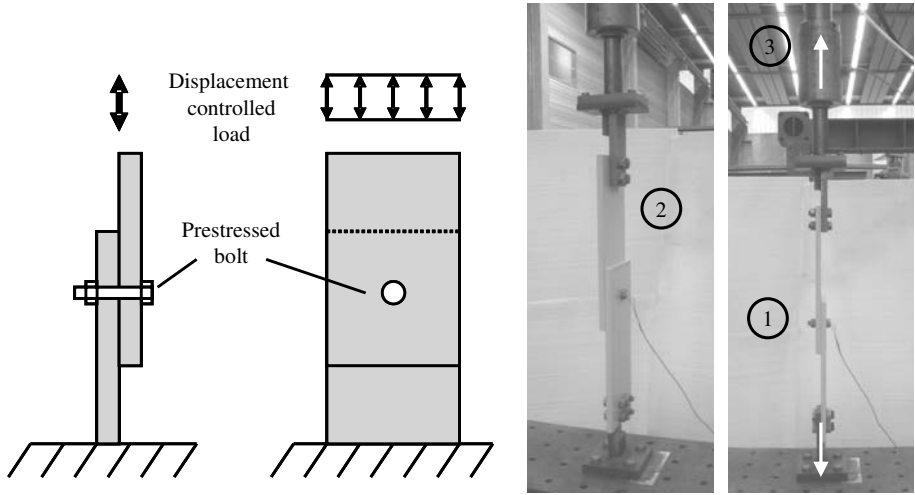 Displacement
controlled
load
Prestressed
bolt
2
3
1